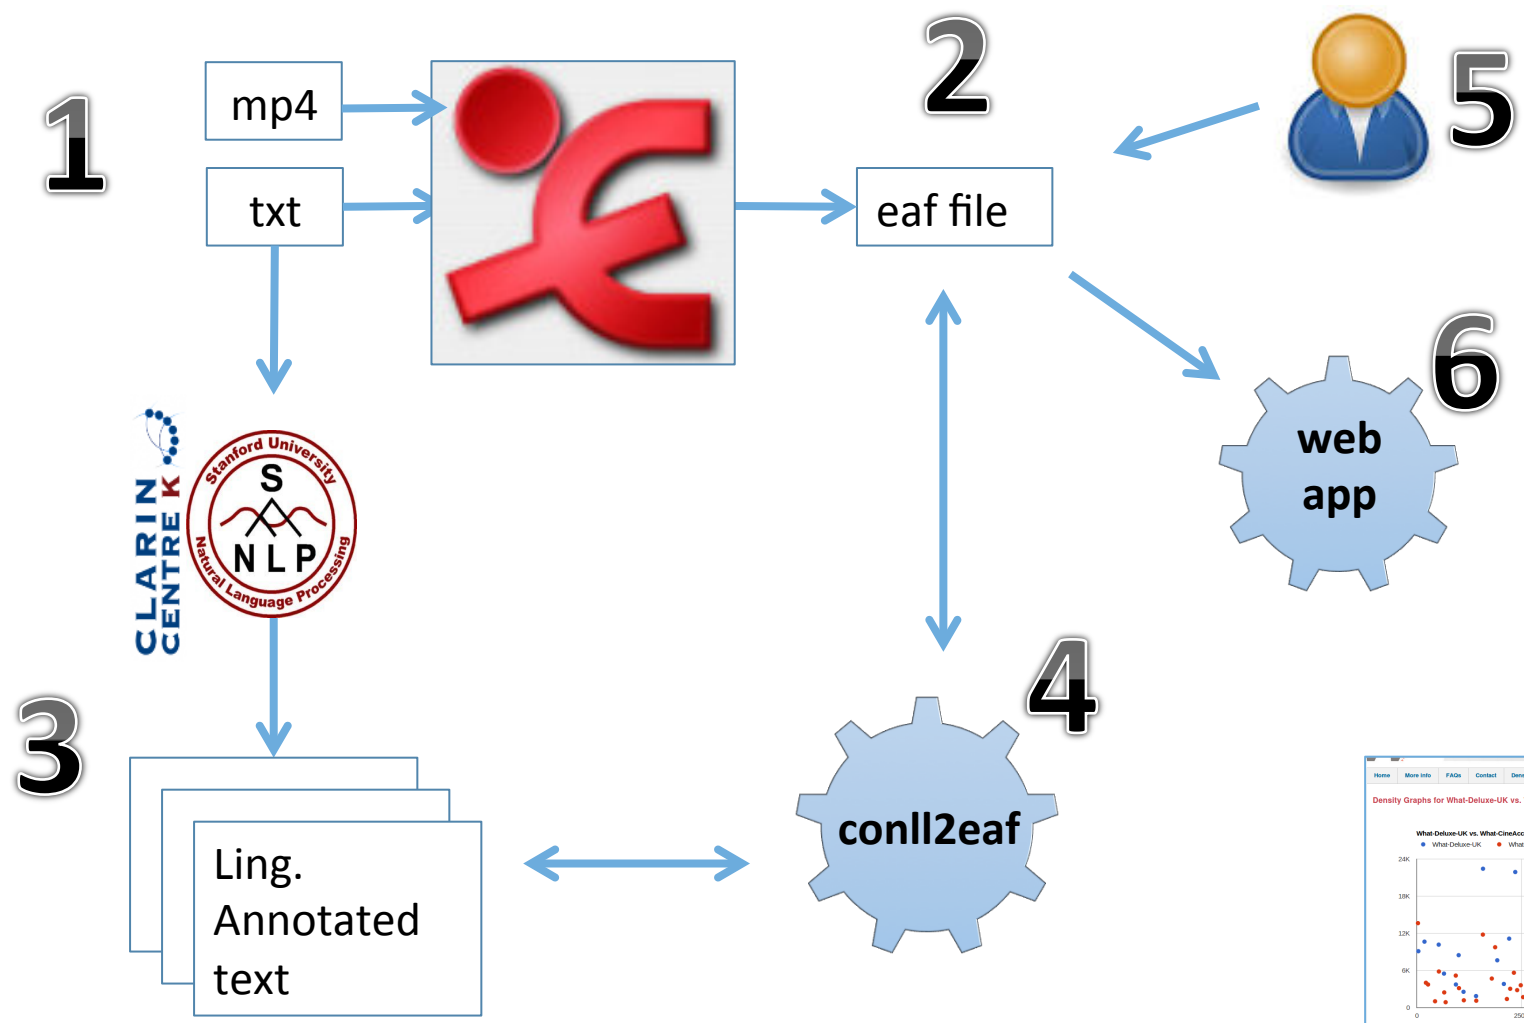 1
mp4
txt
2
eaf file
5
6
web
app
CLARIN
CENTRE K
Stanford University
S
NLP
Natural Language Processing
3
Ling.
Annotated
text
4
conll2eaf
Home More info FAQs Contact
Density Graphs for What-Deluxe-UK vs.
What-Deluxe-UK vs.
What-Deluxe-UK
24K
18K
12K
6K
0
0